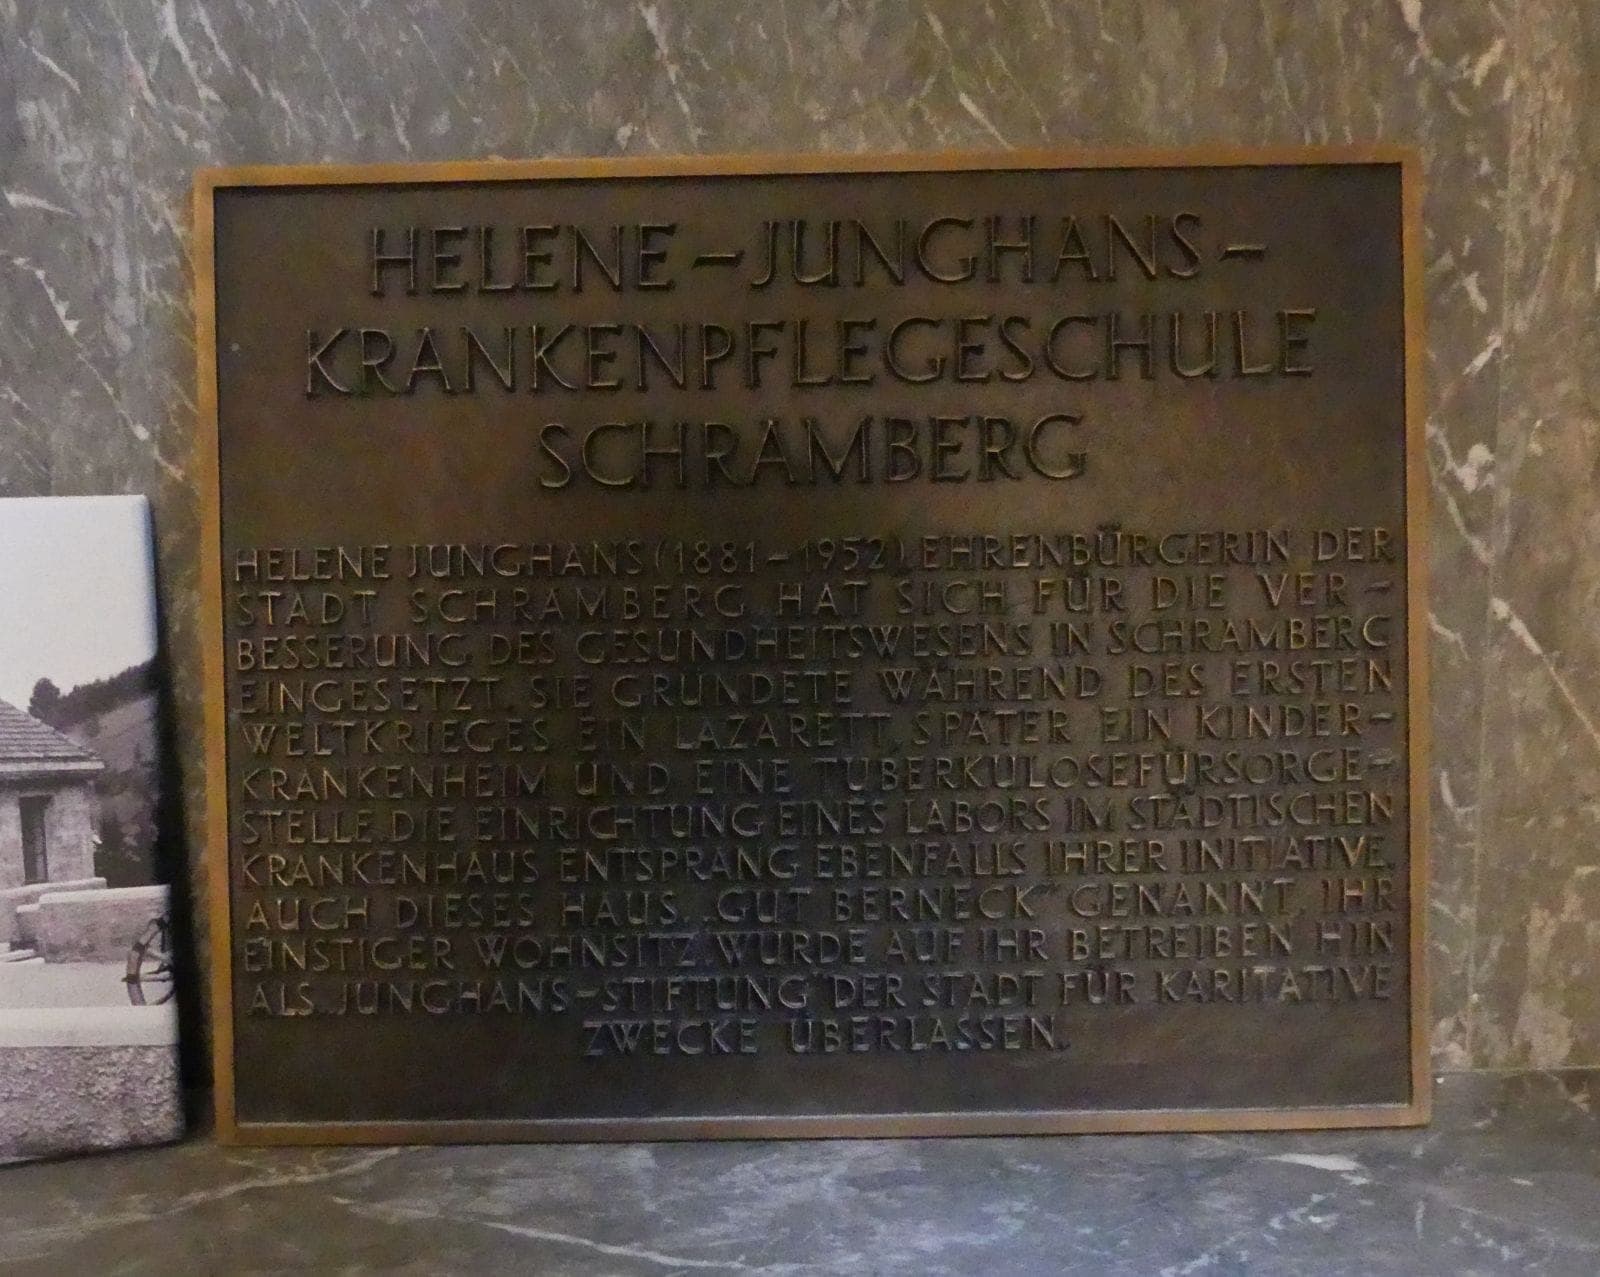 HELENE-JUNGHANS-
KRANKENPFLEGESCHULE
SCHRAMBERG
HELENE JUNGHANS (1881-1952), EHRENBÜRGERIN DER
STADT SCHRAMBERG, HAT SICH FÜR DIE VER-
BESSERUNG DES GESUNDHEITSWESENS IN SCHRAMBERG
EINGESETZT. SIE GRÜNDETE WÄHREND DES ERSTEN
WELTKRIEGES EIN LAZARETT, SPÄTER EIN KINDER-
KRANKENHEIM UND EINE TUBERKULOSEFÜRSORGE-
STELLE. DIE EINRICHTUNG EINES LABORS IM STÄDTISCHEN
KRANKENHAUS ENTSPRANG EBENFALLS IHRER INITIATIVE.
AUCH DIESES HAUS, „GUT BERNECK" GENANNT, IHR
EINSTIGER WOHNSITZ, WURDE AUF IHR BETREIBEN HIN
ALS „JUNGHANS-STIFTUNG" DER STADT FÜR KARITATIVE
ZWECKE ÜBERLASSEN.